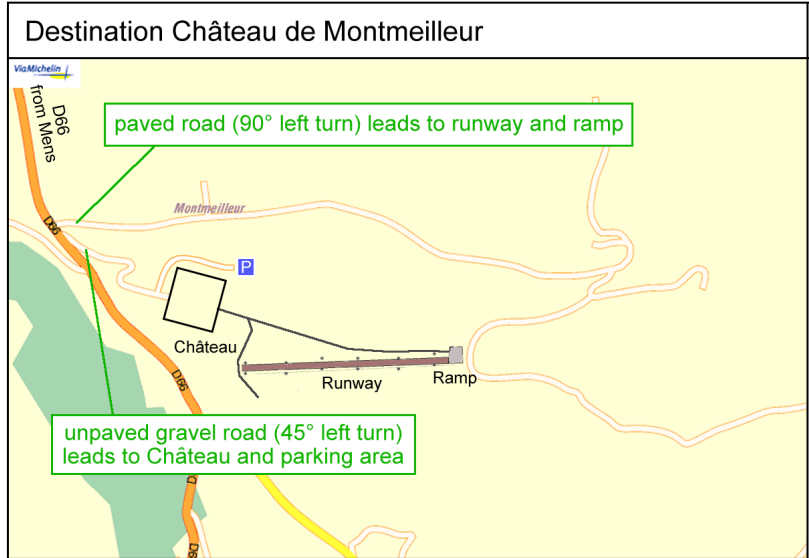 Destination Château de Montmeilleur
ViaMichelin
D66
from Mens
paved road (90° left turn) leads to runway and ramp
Montmeilleur
D66
P
Château
Runway
Ramp
D66
unpaved gravel road (45° left turn)
leads to Château and parking area